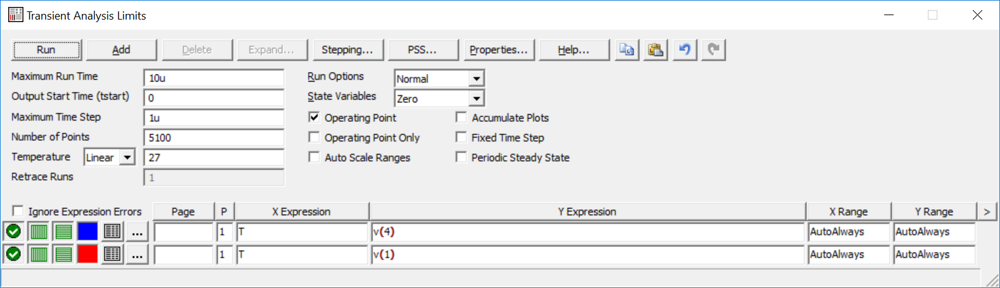 Transient Analysis Limits
Run Add Delete Expand... Stepping... PSS... Properties... Help...
Maximum Run Time 10u Run Options Normal
Output Start Time (tstart) 0 State Variables Zero
Maximum Time Step 1u Operating Point Accumulate Plots
Number of Points 5100 Operating Point Only Fixed Time Step
Temperature Linear 27 Auto Scale Ranges Periodic Steady State
Retrace Runs 1
Ignore Expression Errors Page P X Expression Y Expression X Range Y Range >
... 1 T v(4) AutoAlways AutoAlways
... 1 T v(1) AutoAlways AutoAlways